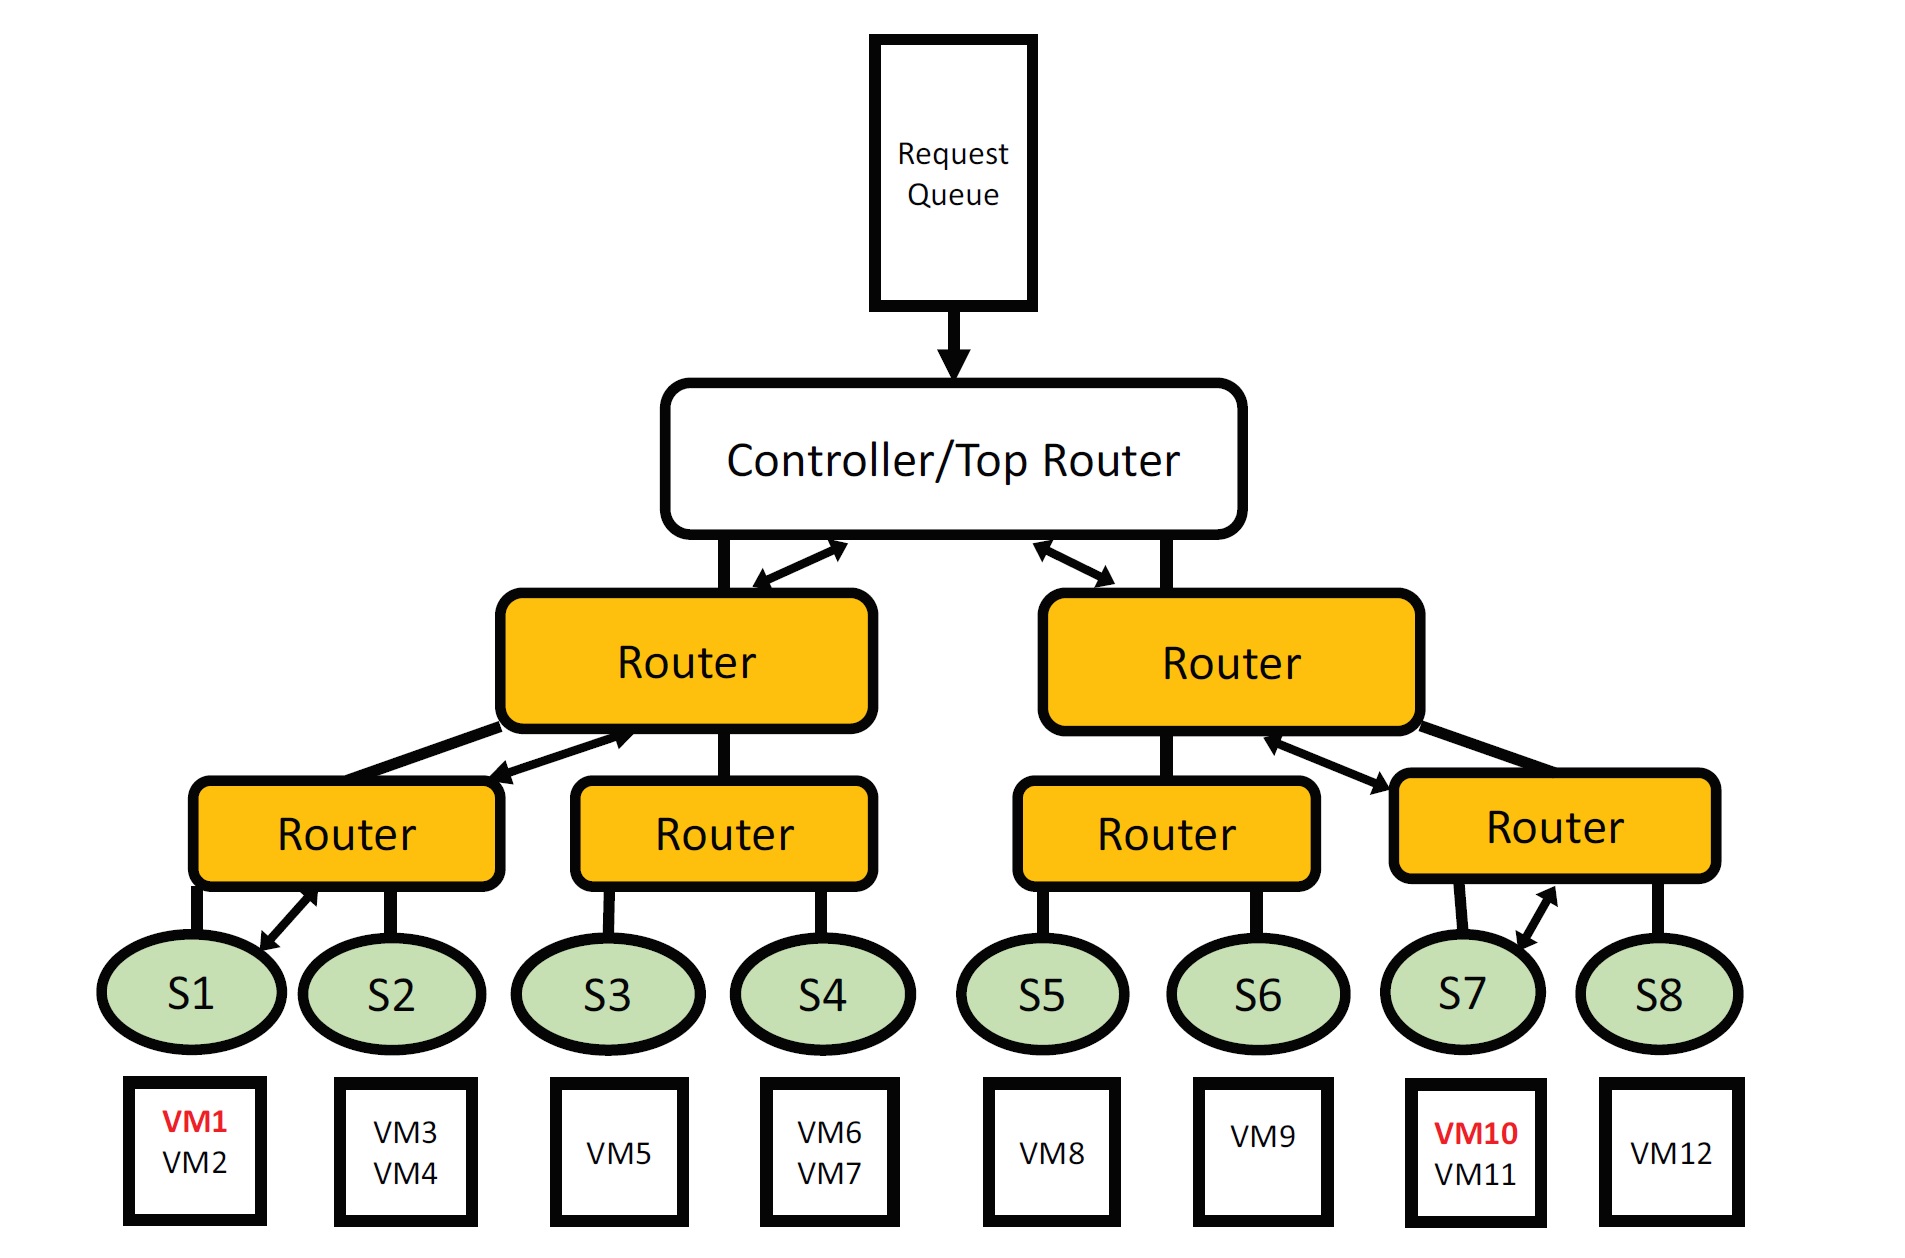 Request
Queue
Controller/Top Router
Router
Router
Router
Router
Router
Router
S1
S2
S3
S4
S5
S6
S7
S8
VM1
VM2
VM3
VM4
VM5
VM6
VM7
VM8
VM9
VM10
VM11
VM12